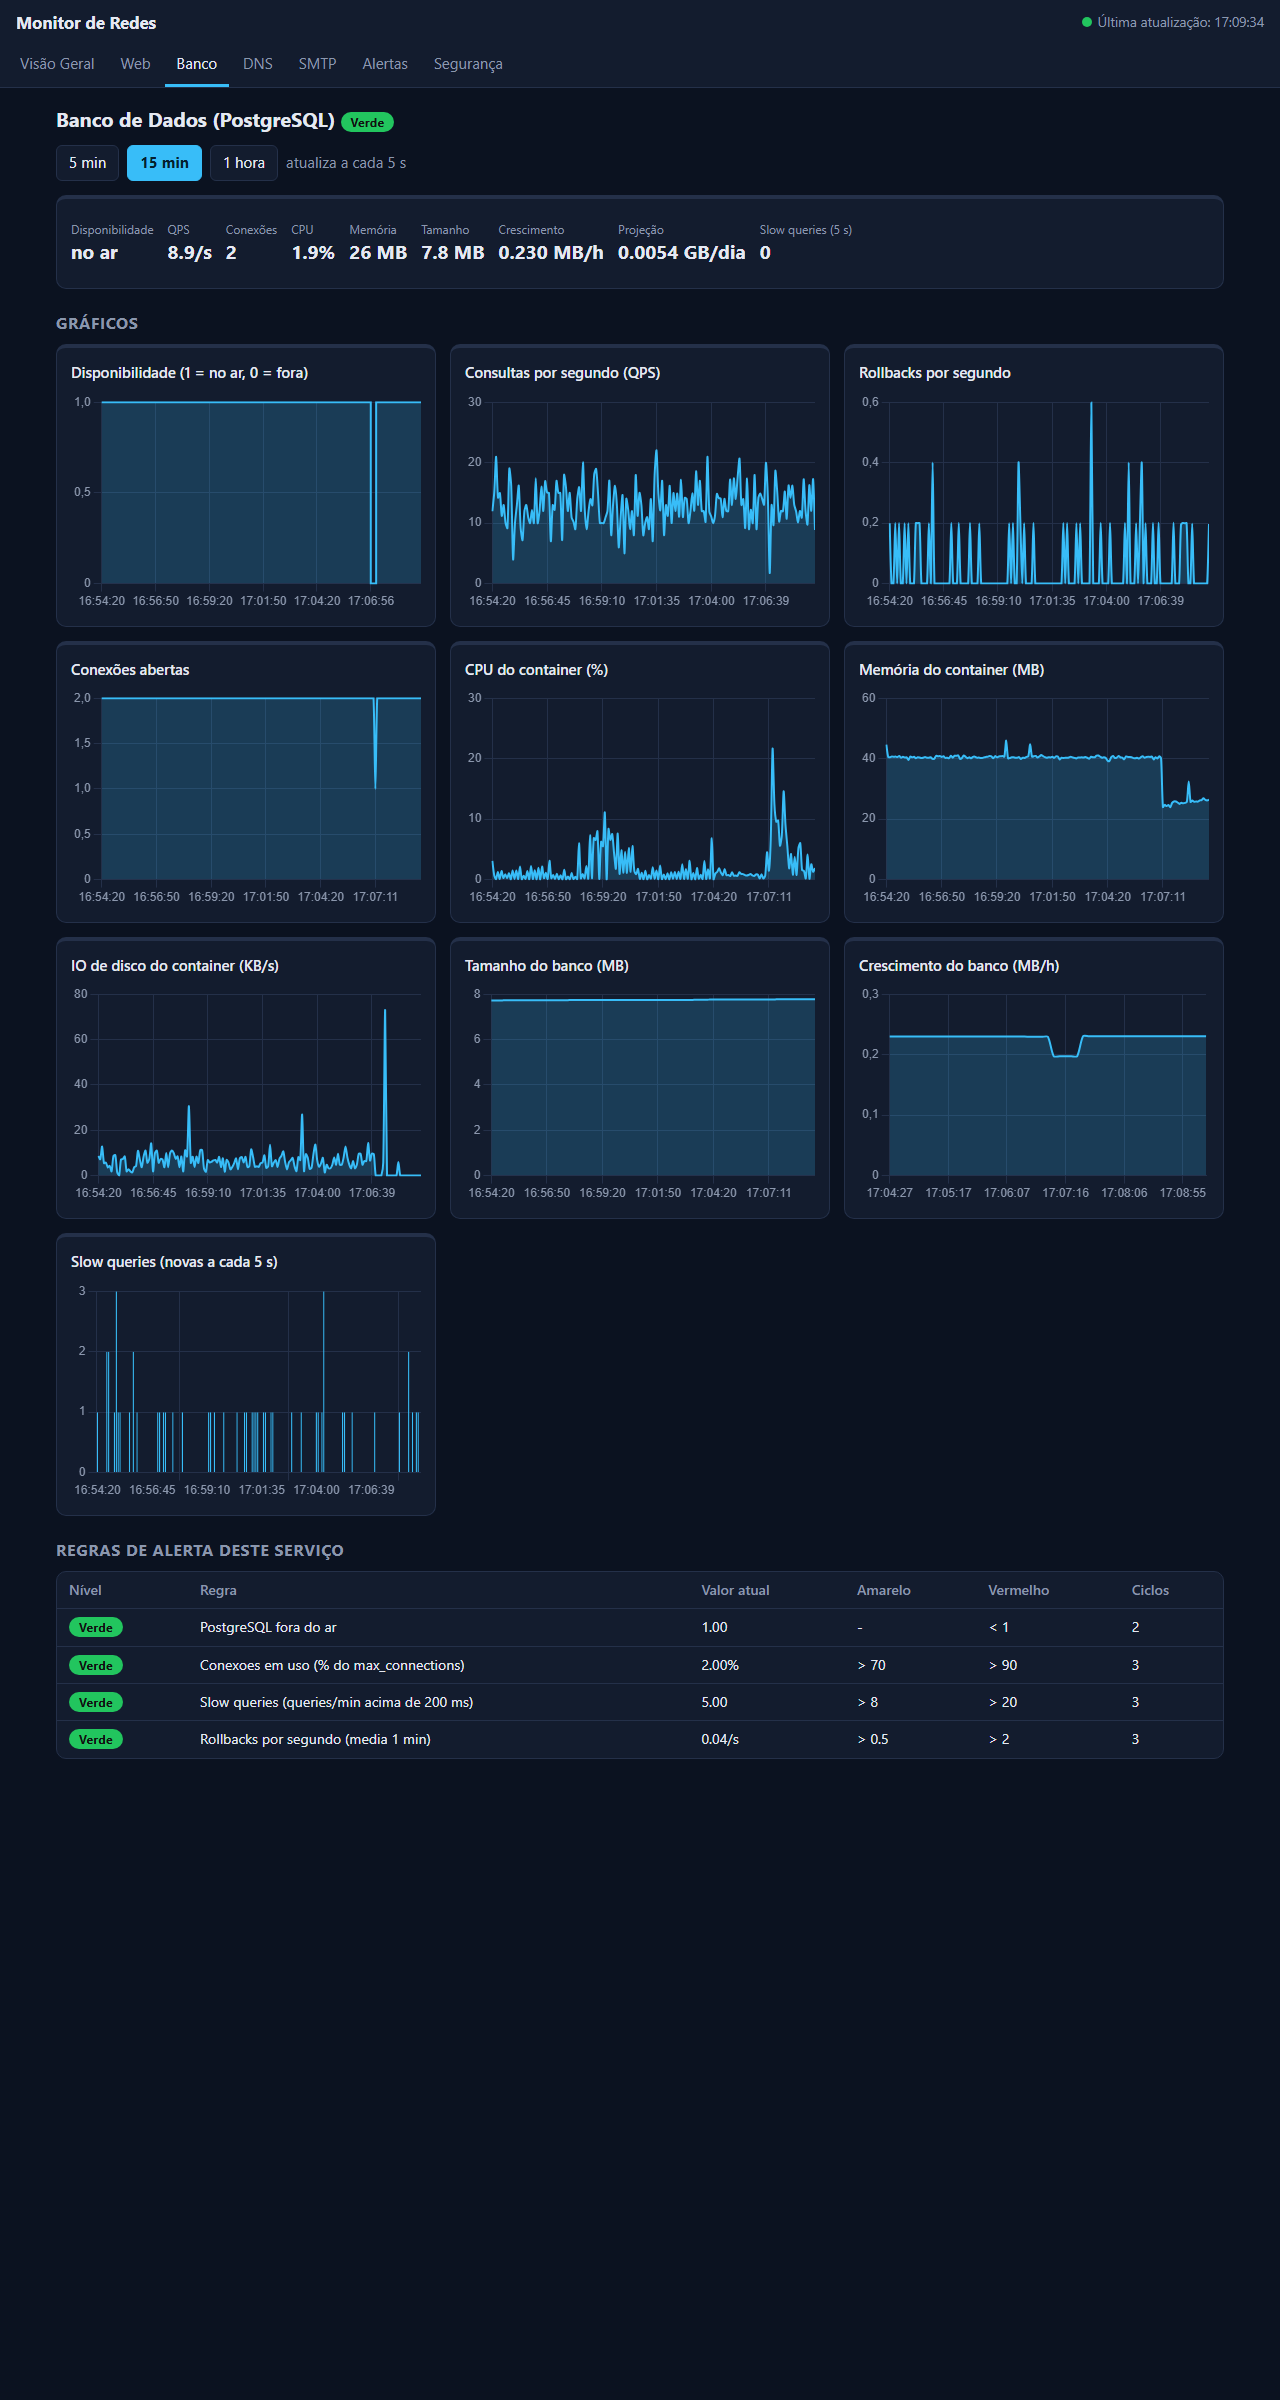 Monitor de Redes
Última atualização: 17:09:34
Visão Geral Web Banco DNS SMTP Alertas Segurança
Banco de Dados (PostgreSQL) Verde
5 min 15 min 1 hora atualiza a cada 5 s
Disponibilidade QPS Conexões CPU Memória Tamanho Crescimento Projeção Slow queries (5 s)
no ar 8.9/s 2 1.9% 26 MB 7.8 MB 0.230 MB/h 0.0054 GB/dia 0
GRÁFICOS
Disponibilidade (1 = no ar, 0 = fora)
1,0
0,5
0
16:54:20 16:56:50 16:59:20 17:01:50 17:04:20 17:06:56
Consultas por segundo (QPS)
30
20
10
0
16:54:20 16:56:45 16:59:10 17:01:35 17:04:00 17:06:39
Rollbacks por segundo
0,6
0,4
0,2
0
16:54:20 16:56:45 16:59:10 17:01:35 17:04:00 17:06:39
Conexões abertas
2,0
1,5
1,0
0,5
0
16:54:20 16:56:50 16:59:20 17:01:50 17:04:20 17:07:11
CPU do container (%)
30
20
10
0
16:54:20 16:56:50 16:59:20 17:01:50 17:04:20 17:07:11
Memória do container (MB)
60
40
20
0
16:54:20 16:56:50 16:59:20 17:01:50 17:04:20 17:07:11
IO de disco do container (KB/s)
80
60
40
20
0
16:54:20 16:56:45 16:59:10 17:01:35 17:04:00 17:06:39
Tamanho do banco (MB)
8
6
4
2
0
16:54:20 16:56:50 16:59:20 17:01:50 17:04:20 17:07:11
Crescimento do banco (MB/h)
0,3
0,2
0,1
0
17:04:27 17:05:17 17:06:07 17:07:16 17:08:06 17:08:55
Slow queries (novas a cada 5 s)
3
2
1
0
16:54:20 16:56:45 16:59:10 17:01:35 17:04:00 17:06:39
REGRAS DE ALERTA DESTE SERVIÇO
Nível Regra Valor atual Amarelo Vermelho Ciclos
Verde PostgreSQL fora do ar 1.00 - < 1 2
Verde Conexoes em uso (% do max_connections) 2.00% > 70 > 90 3
Verde Slow queries (queries/min acima de 200 ms) 5.00 > 8 > 20 3
Verde Rollbacks por segundo (media 1 min) 0.04/s > 0.5 > 2 3